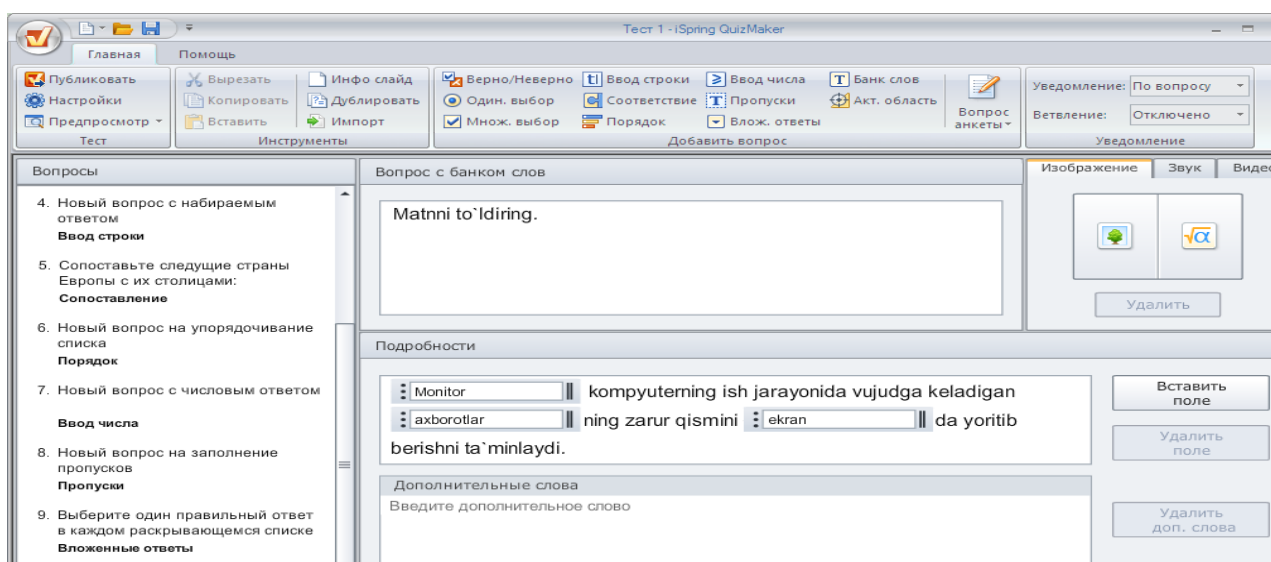 Тест 1 - iSpring QuizMaker
Главная Помощь
Публиковать Вырезать Инфо слайд Верно/Неверно Ввод строки Ввод числа Банк слов Уведомление: По вопросу
Настройки Копировать Дублировать Один. выбор Соответствие Пропуски Акт. область
Предпросмотр Вставить Импорт Множ. выбор Порядок Влож. ответы Вопрос анкеты Ветвление: Отключено
Тест Инструменты Добавить вопрос Уведомление
Вопросы
4. Новый вопрос с набираемым
ответом
Ввод строки
5. Сопоставьте следущие страны
Европы с их столицами:
Сопоставление
6. Новый вопрос на упорядочивание
списка
Порядок
7. Новый вопрос с числовым ответом
Ввод числа
8. Новый вопрос на заполнение
пропусков
Пропуски
9. Выберите один правильный ответ
в каждом раскрывающемся списке
Вложенные ответы
Вопрос с банком слов
Matnni to`ldiring.
Подробности
Monitor kompyuterning ish jarayonida vujudga keladigan
axborotlar ning zarur qismini ekran da yoritib
berishni ta`minlaydi.
Дополнительные слова
Введите дополнительное слово
Изображение Звук Видео
√α
Удалить
Вставить
поле
Удалить
поле
Удалить
доп. слова